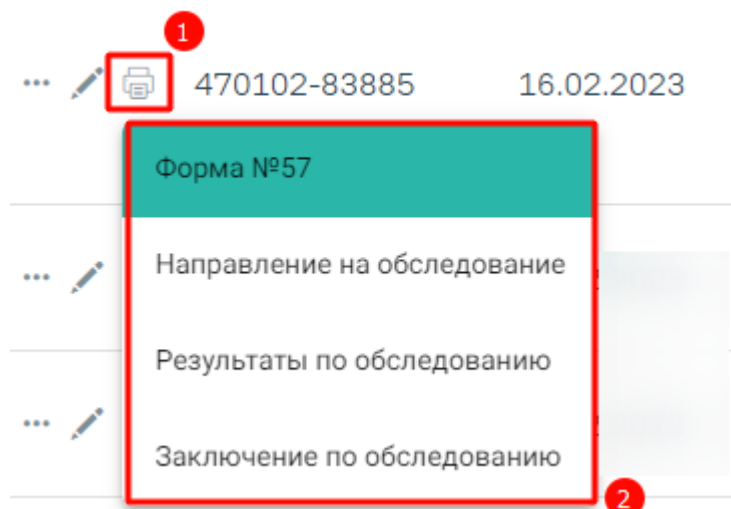 1
... 470102-83885 16.02.2023
Форма №57
... Направление на обследование
Результаты по обследованию
... Заключение по обследованию
2